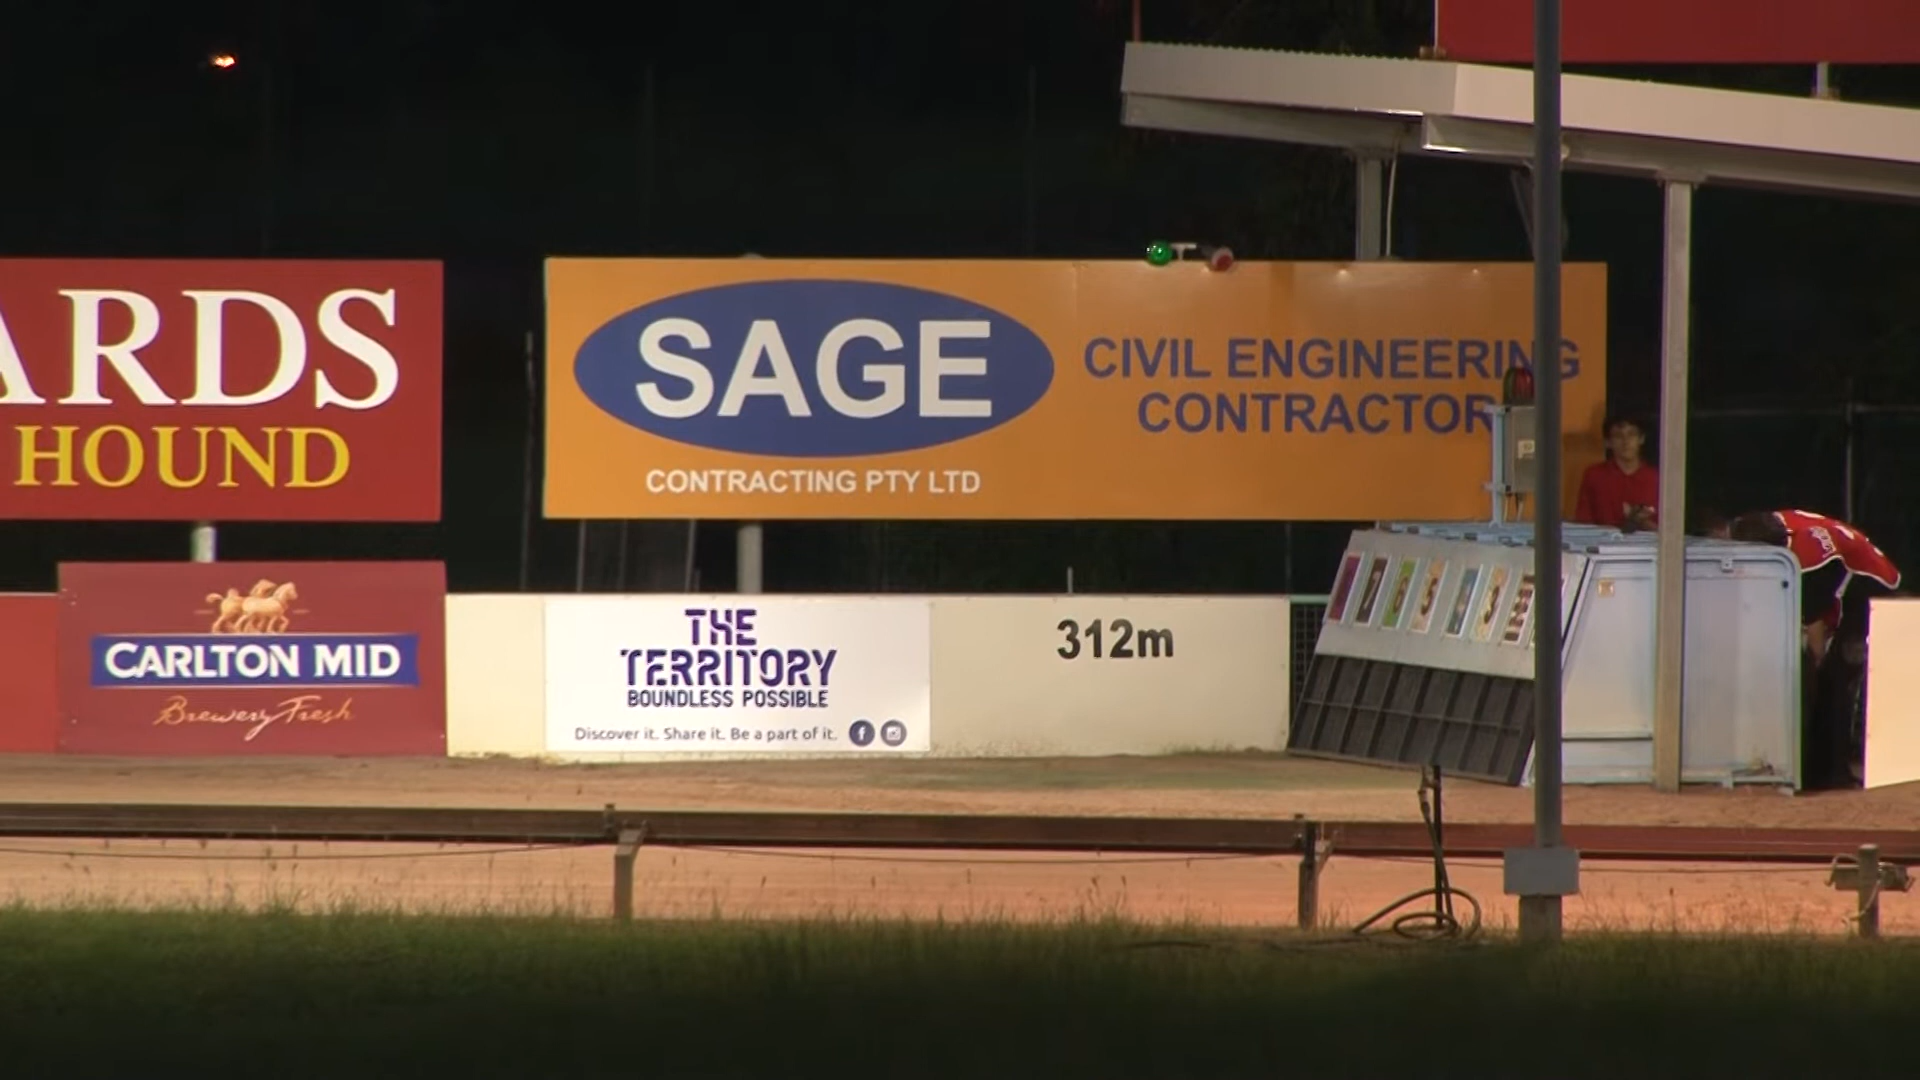 ARDS
HOUND
SAGE
CONTRACTING PTY LTD
CIVIL ENGINEERING
CONTRACTOR
CARLTON MID
Brewery Fresh
THE
TERRITORY
BOUNDLESS POSSIBLE
Discover it. Share it. Be a part of it.
312m